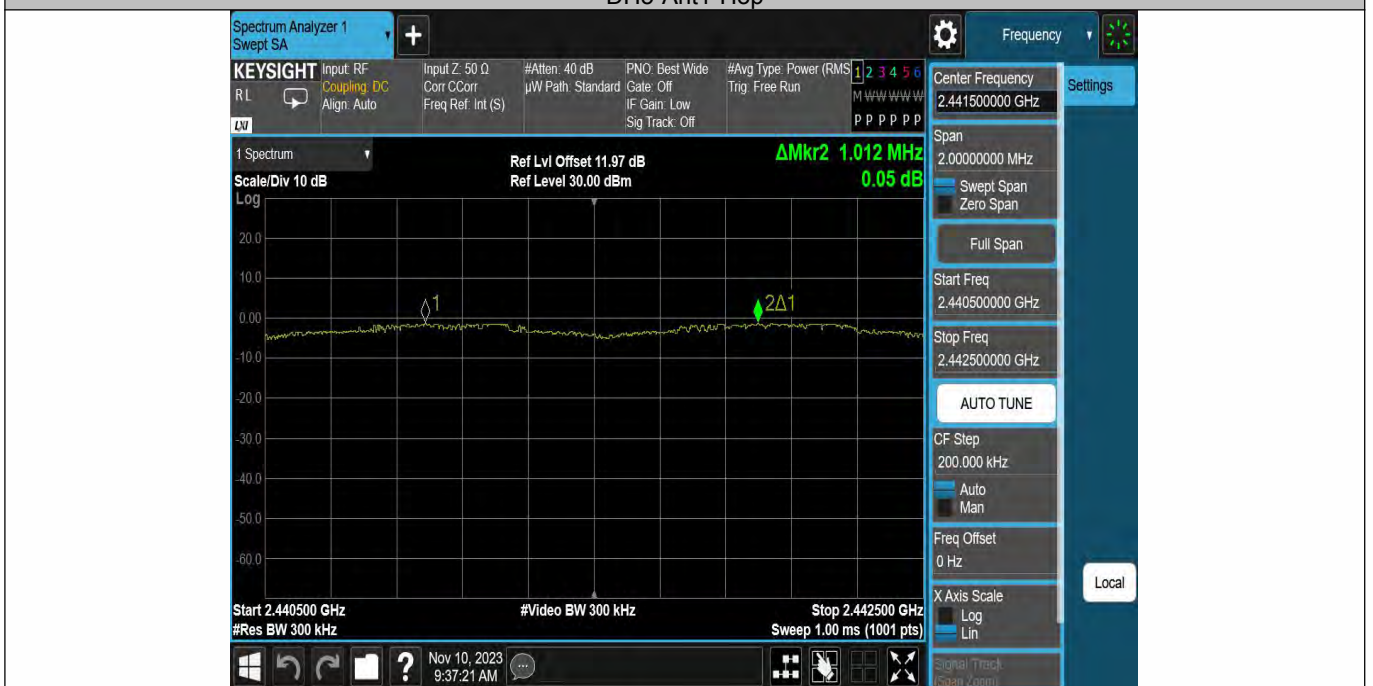 Spectrum Analyzer 1
Swept SA
+
Frequency
KEYSIGHT
RL
LXI
Input: RF
Coupling: DC
Align: Auto
Input Z: 50 Ω
Corr CCorr
Freq Ref: Int (S)
#Atten: 40 dB
µW Path: Standard
PNO: Best Wide
Gate: Off
IF Gain: Low
Sig Track: Off
#Avg Type: Power (RMS
Trig: Free Run
1 2 3 4 5 6
M W W W W W
P P P P P P
Center Frequency
2.441500000 GHz
Settings
1 Spectrum
Scale/Div 10 dB
Log
Ref Lvl Offset 11.97 dB
Ref Level 30.00 dBm
ΔMkr2 1.012 MHz
0.05 dB
Span
2.00000000 MHz
Swept Span
Zero Span
Full Span
Start Freq
2.440500000 GHz
Stop Freq
2.442500000 GHz
AUTO TUNE
CF Step
200.000 kHz
Auto
Man
Freq Offset
0 Hz
X Axis Scale
Log
Lin
Signal Track
(Span Zoom)
Local
20.0
10.0
0.00
-10.0
-20.0
-30.0
-40.0
-50.0
-60.0
1
2Δ1
Start 2.440500 GHz
#Res BW 300 kHz
#Video BW 300 kHz
Stop 2.442500 GHz
Sweep 1.00 ms (1001 pts)
?
Nov 10, 2023
9:37:21 AM